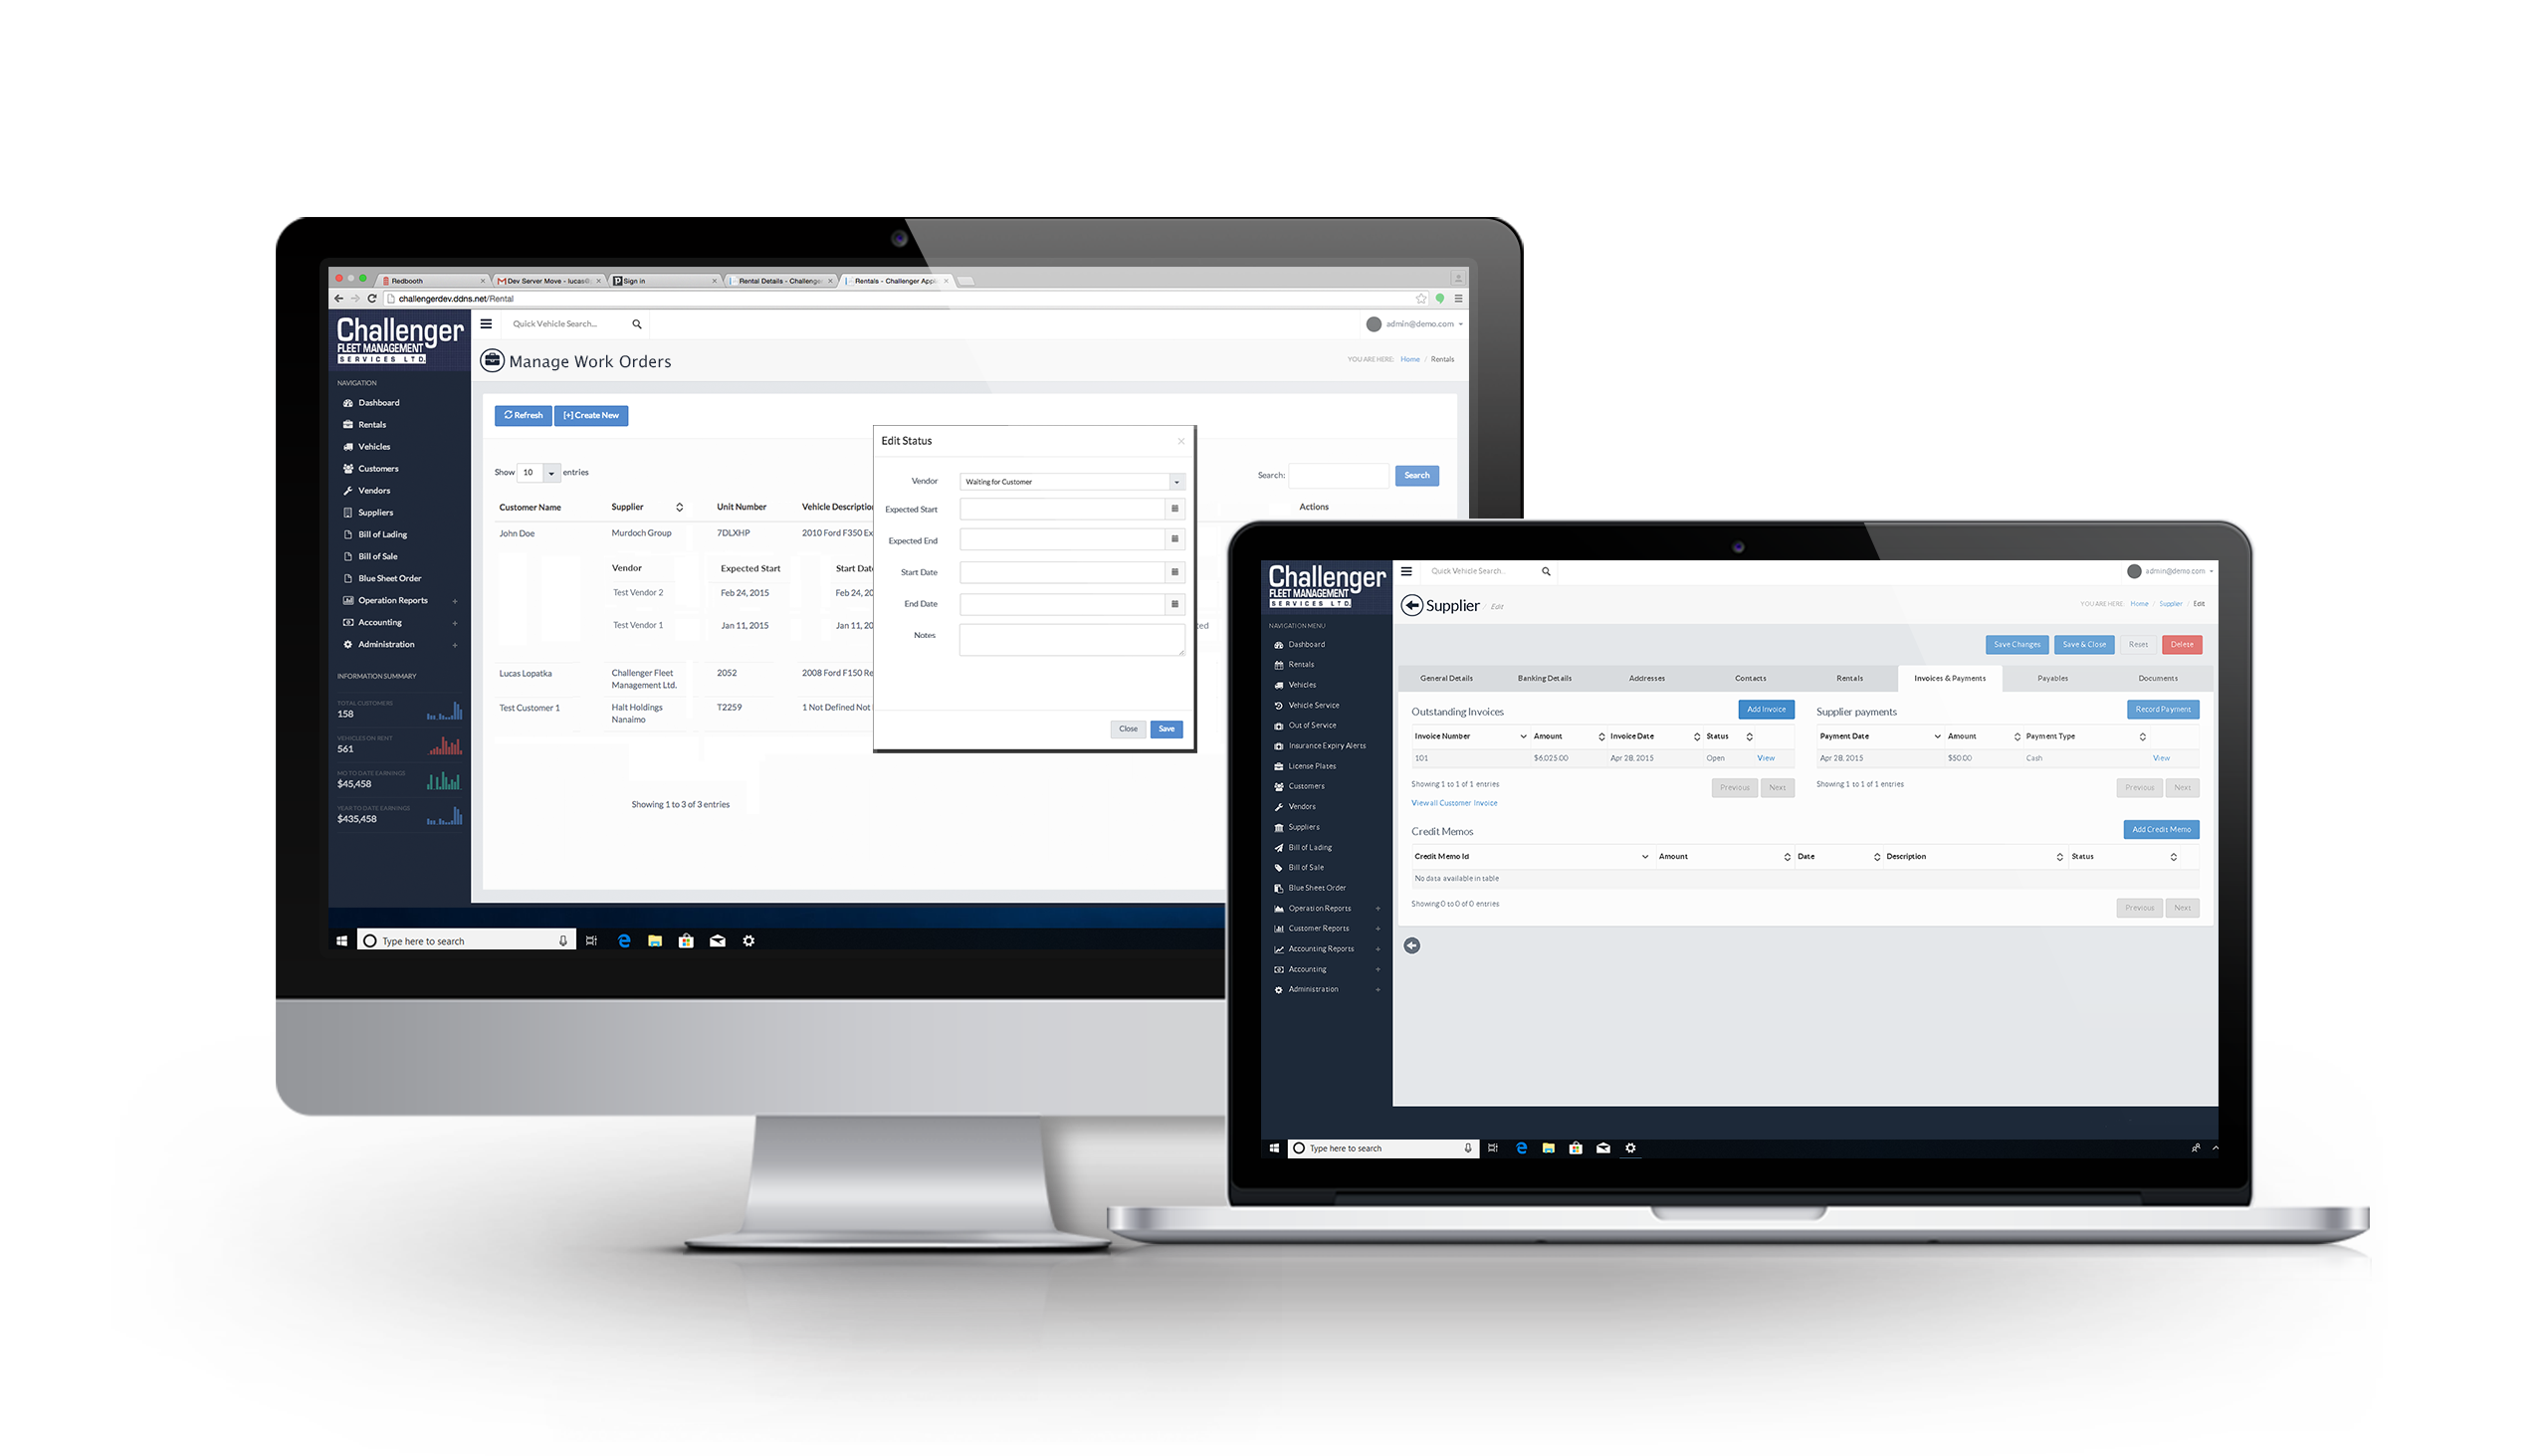 Redbooth
Dev Server Move - lucas@
Sign in
Rental Details - Challenger
Rentals - Challenger App
challengerdev.ddns.net/Rental
Challenger
FLEET MANAGEMENT
SERVICES LTD.
Quick Vehicle Search...
admin@demo.com
Manage Work Orders
YOU ARE HERE: Home / Rentals
NAVIGATION
Dashboard
Rentals
Vehicles
Customers
Vendors
Suppliers
Bill of Lading
Bill of Sale
Blue Sheet Order
Operation Reports +
Accounting +
Administration +
INFORMATION SUMMARY
TOTAL CUSTOMERS
158
VEHICLES ON RENT
561
MO TO DATE EARNINGS
$45,458
YEAR TO DATE EARNINGS
$435,458
Refresh [+] Create New
Show 10 entries
Search: Search
Customer Name Supplier Unit Number Vehicle Description Actions
John Doe Murdoch Group 7DLXHP 2010 Ford F350 Ex
Vendor Expected Start Start Date
Test Vendor 2 Feb 24, 2015 Feb 24, 20
Test Vendor 1 Jan 11, 2015 Jan 11, 20
Lucas Lopatka Challenger Fleet Management Ltd. 2052 2008 Ford F150 Re
Test Customer 1 Halt Holdings Nanaimo T2259 1 Not Defined Not
Showing 1 to 3 of 3 entries
Edit Status ×
Vendor Waiting for Customer
Expected Start
Expected End
Start Date
End Date
Notes
Close Save
Type here to search
Challenger
FLEET MANAGEMENT
SERVICES LTD.
Quick Vehicle Search...
admin@demo.com
Supplier / Edit
YOU ARE HERE: Home / Supplier / Edit
NAVIGATION MENU
Dashboard
Rentals
Vehicles
Vehicle Service
Out of Service
Insurance Expiry Alerts
License Plates
Customers
Vendors
Suppliers
Bill of Lading
Bill of Sale
Blue Sheet Order
Operation Reports +
Customer Reports +
Accounting Reports +
Accounting +
Administration +
Save Changes Save & Close Reset Delete
General Details Banking Details Addresses Contacts Rentals Invoices & Payments Payables Documents
Outstanding Invoices Add Invoice
Invoice Number Amount Invoice Date Status
101 $6,025.00 Apr 28, 2015 Open View
Showing 1 to 1 of 1 entries Previous Next
View all Customer Invoice
Supplier payments Record Payment
Payment Date Amount Payment Type
Apr 28, 2015 $50.00 Cash View
Showing 1 to 1 of 1 entries Previous Next
Credit Memos Add Credit Memo
Credit Memo Id Amount Date Description Status
No data available in table
Showing 0 to 0 of 0 entries Previous Next
Type here to search